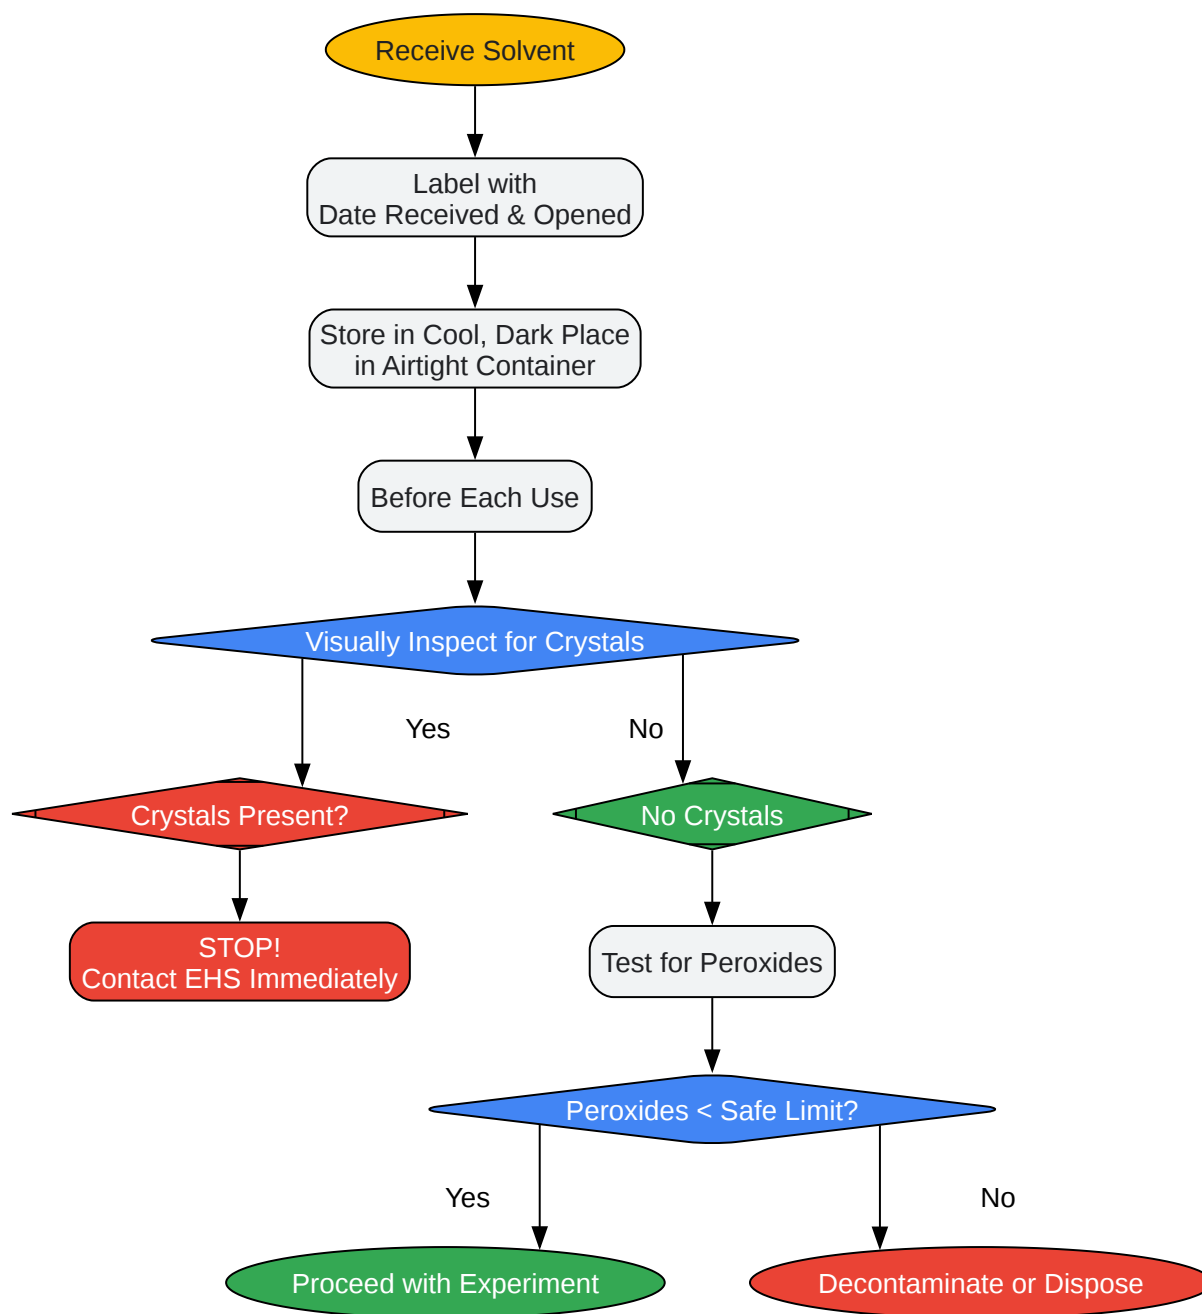 Receive Solvent
Label with
Date Received & Opened
Store in Cool, Dark Place
in Airtight Container
Before Each Use
Visually Inspect for Crystals
Yes
No
Crystals Present?
No Crystals
STOP!
Contact EHS Immediately
Test for Peroxides
Peroxides < Safe Limit?
Yes
No
Proceed with Experiment
Decontaminate or Dispose